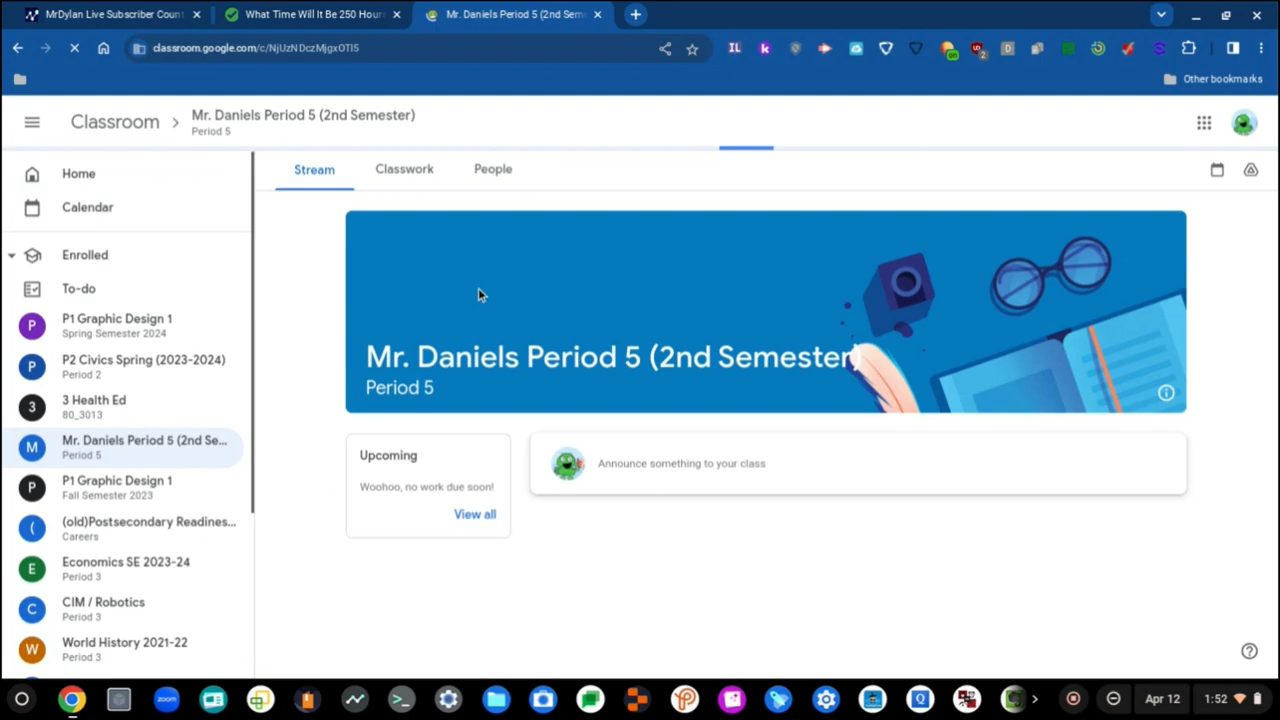 MrDylan Live Subscriber Count
What Time Will It Be 250 Hours
Mr. Daniels Period 5 (2nd Sem
classroom.google.com/c/NjUzNDczMjgxOTI5
Other bookmarks
Classroom
Mr. Daniels Period 5 (2nd Semester)
Period 5
Stream
Classwork
People
Home
Calendar
Enrolled
To-do
P
P1 Graphic Design 1
Spring Semester 2024
P
P2 Civics Spring (2023-2024)
Period 2
3
3 Health Ed
80_3013
M
Mr. Daniels Period 5 (2nd Se...
Period 5
P
P1 Graphic Design 1
Fall Semester 2023
(
(old)Postsecondary Readines...
Careers
E
Economics SE 2023-24
Period 3
C
CIM / Robotics
Period 3
W
World History 2021-22
Period 3
Mr. Daniels Period 5 (2nd Semester)
Period 5
Upcoming
Woohoo, no work due soon!
View all
Announce something to your class
zoom
Apr 12
1:52